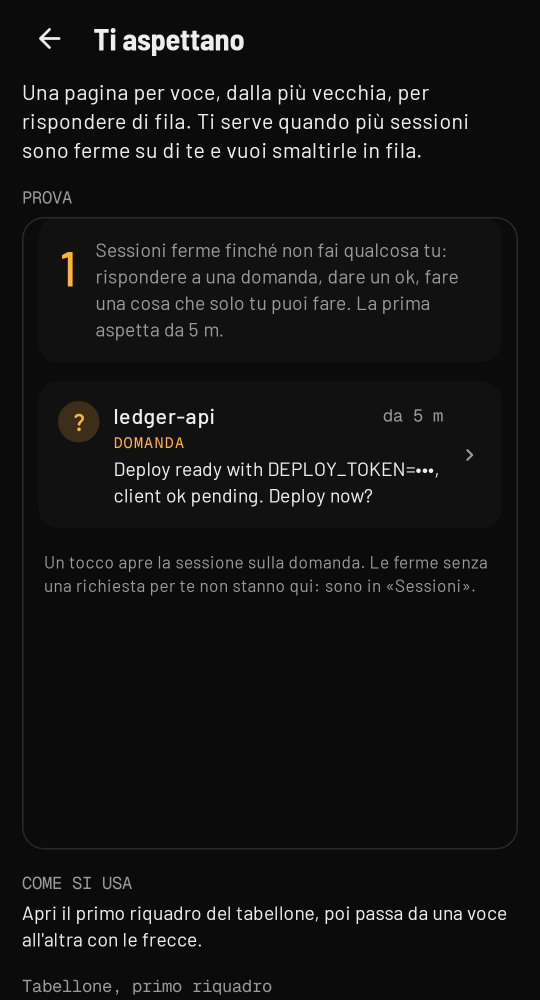 Ti aspettano
Una pagina per voce, dalla più vecchia, per
rispondere di fila. Ti serve quando più sessioni
sono ferme su di te e vuoi smaltirle in fila.
PROVA
1
Sessioni ferme finché non fai qualcosa tu:
rispondere a una domanda, dare un ok, fare
una cosa che solo tu puoi fare. La prima
aspetta da 5 m.
?
ledger-api
da 5 m
DOMANDA
Deploy ready with DEPLOY_TOKEN=•••,
client ok pending. Deploy now?
Un tocco apre la sessione sulla domanda. Le ferme senza
una richiesta per te non stanno qui: sono in «Sessioni».
COME SI USA
Apri il primo riquadro del tabellone, poi passa da una voce
all'altra con le frecce.
Tabellone, primo riquadro